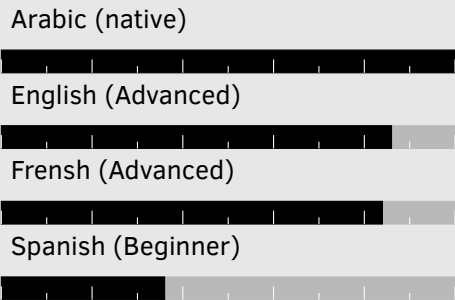 Arabic (native)
English (Advanced)
Frensh (Advanced)
Spanish (Beginner)